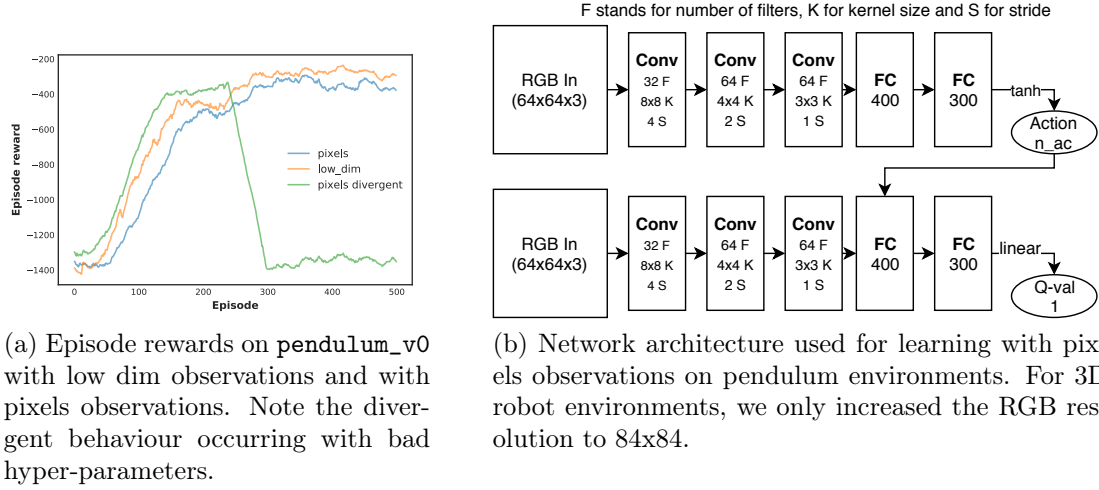 F stands for number of filters, K for kernel size and S for stride
−200
−400
−600
−800
−1000
−1200
−1400
Episode reward
pixels
low_dim
pixels divergent
0
100
200
300
400
500
Episode
RGB In
(64x64x3)
Conv
32 F
8x8 K
4 S
Conv
64 F
4x4 K
2 S
Conv
64 F
3x3 K
1 S
FC
400
FC
300
tanh
Action
n_ac
RGB In
(64x64x3)
Conv
32 F
8x8 K
4 S
Conv
64 F
4x4 K
2 S
Conv
64 F
3x3 K
1 S
FC
400
FC
300
linear
Q-val
1
(a) Episode rewards on pendulum_v0
with low dim observations and with
pixels observations. Note the diver-
gent behaviour occurring with bad
hyper-parameters.
(b) Network architecture used for learning with pix
els observations on pendulum environments. For 3D
robot environments, we only increased the RGB res
olution to 84x84.